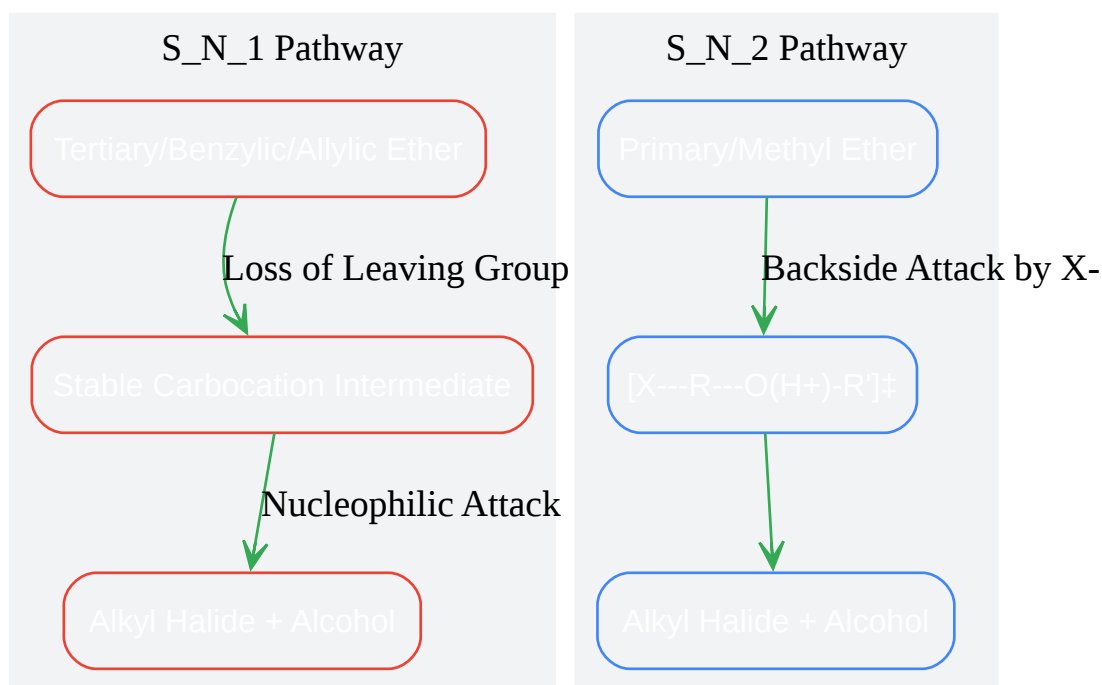 S_N_1 Pathway
Tertiary/Benzylic/Allylic Ether
Loss of Leaving Group
Stable Carbocation Intermediate
Nucleophilic Attack
Alkyl Halide + Alcohol
S_N_2 Pathway
Primary/Methyl Ether
Backside Attack by X-
[X---R---O(H+)-R']‡
Alkyl Halide + Alcohol